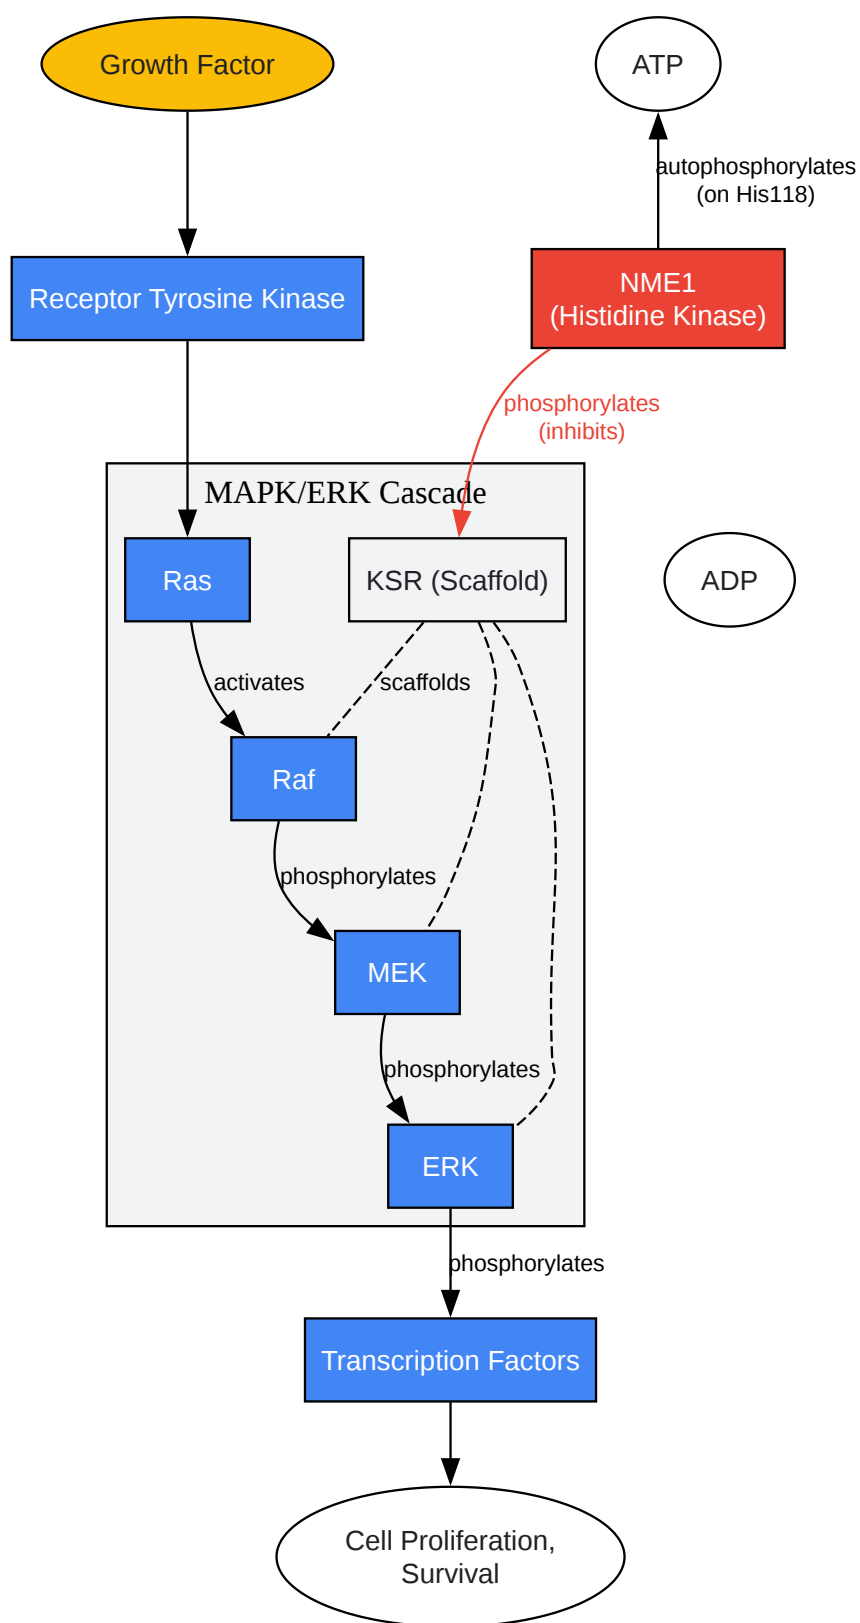 Growth Factor
ATP
autophosphorylates
(on His118)
Receptor Tyrosine Kinase
NME1
(Histidine Kinase)
phosphorylates
(inhibits)
MAPK/ERK Cascade
Ras
KSR (Scaffold)
ADP
activates
scaffolds
Raf
phosphorylates
MEK
phosphorylates
ERK
phosphorylates
Transcription Factors
Cell Proliferation,
Survival